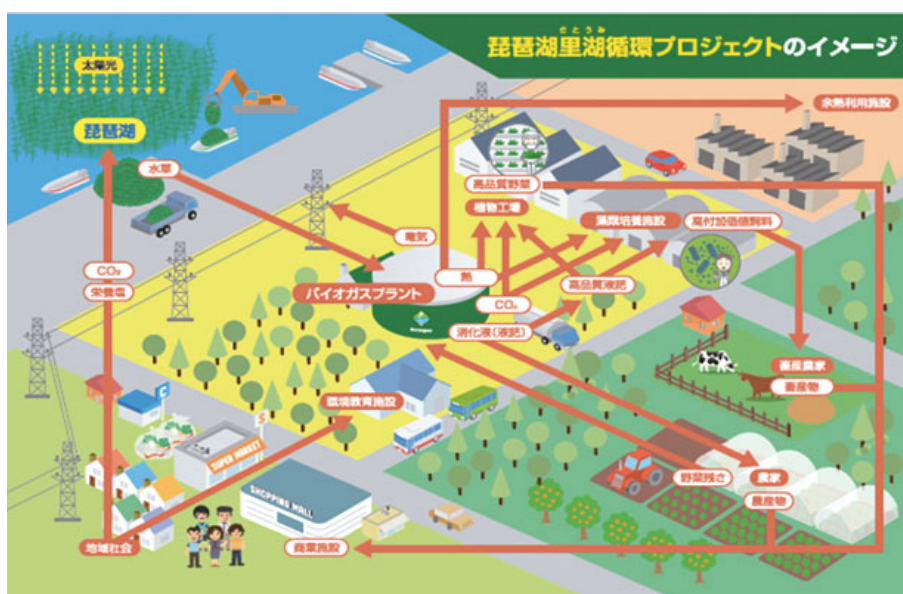 さとうみ
琵琶湖里湖循環プロジェクトのイメージ
太陽光
琵琶湖
余熱利用施設
水草
高品質野菜
植物工場
藻類培養施設
高付加価値飼料
電気
CO₂
栄養塩
熱
バイオガスプラント
高品質液肥
CO₂
消化液(液肥)
畜産農家
畜産物
環境教育施設
C
S
SUPER MARKET
野菜残さ
農家
農産物
SHOPPING MALL
地域社会
商業施設